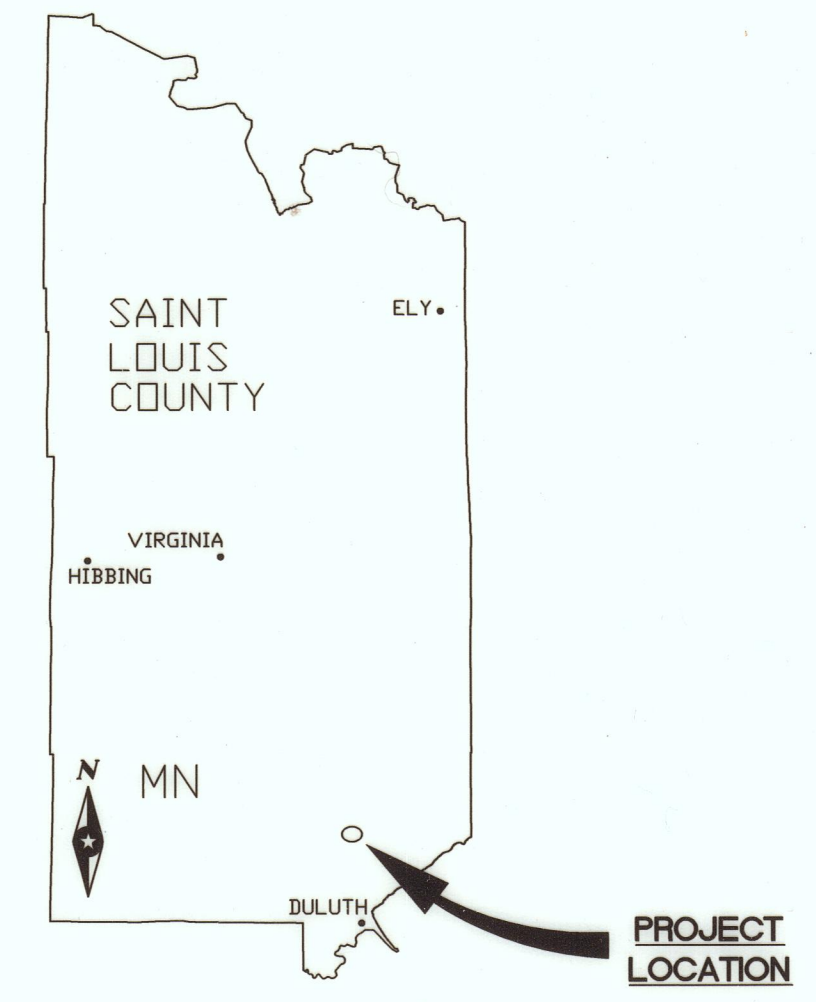 SAINT
LOUIS
COUNTY
ELY
VIRGINIA
HIBBING
N
MN
DULUTH
PROJECT
LOCATION